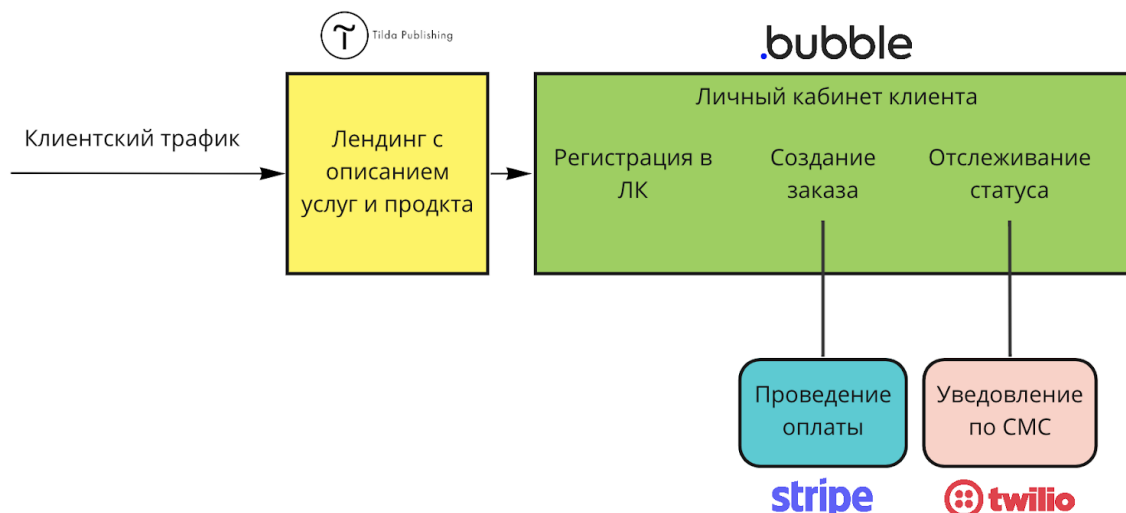 Tilda Publishing
.bubble
Клиентский трафик
Лендинг с
описанием
услуг и продкта
Личный кабинет клиента
Регистрация в
ЛК
Создание
заказа
Отслеживание
статуса
Проведение
оплаты
Уведовление
по СМС
stripe
twilio